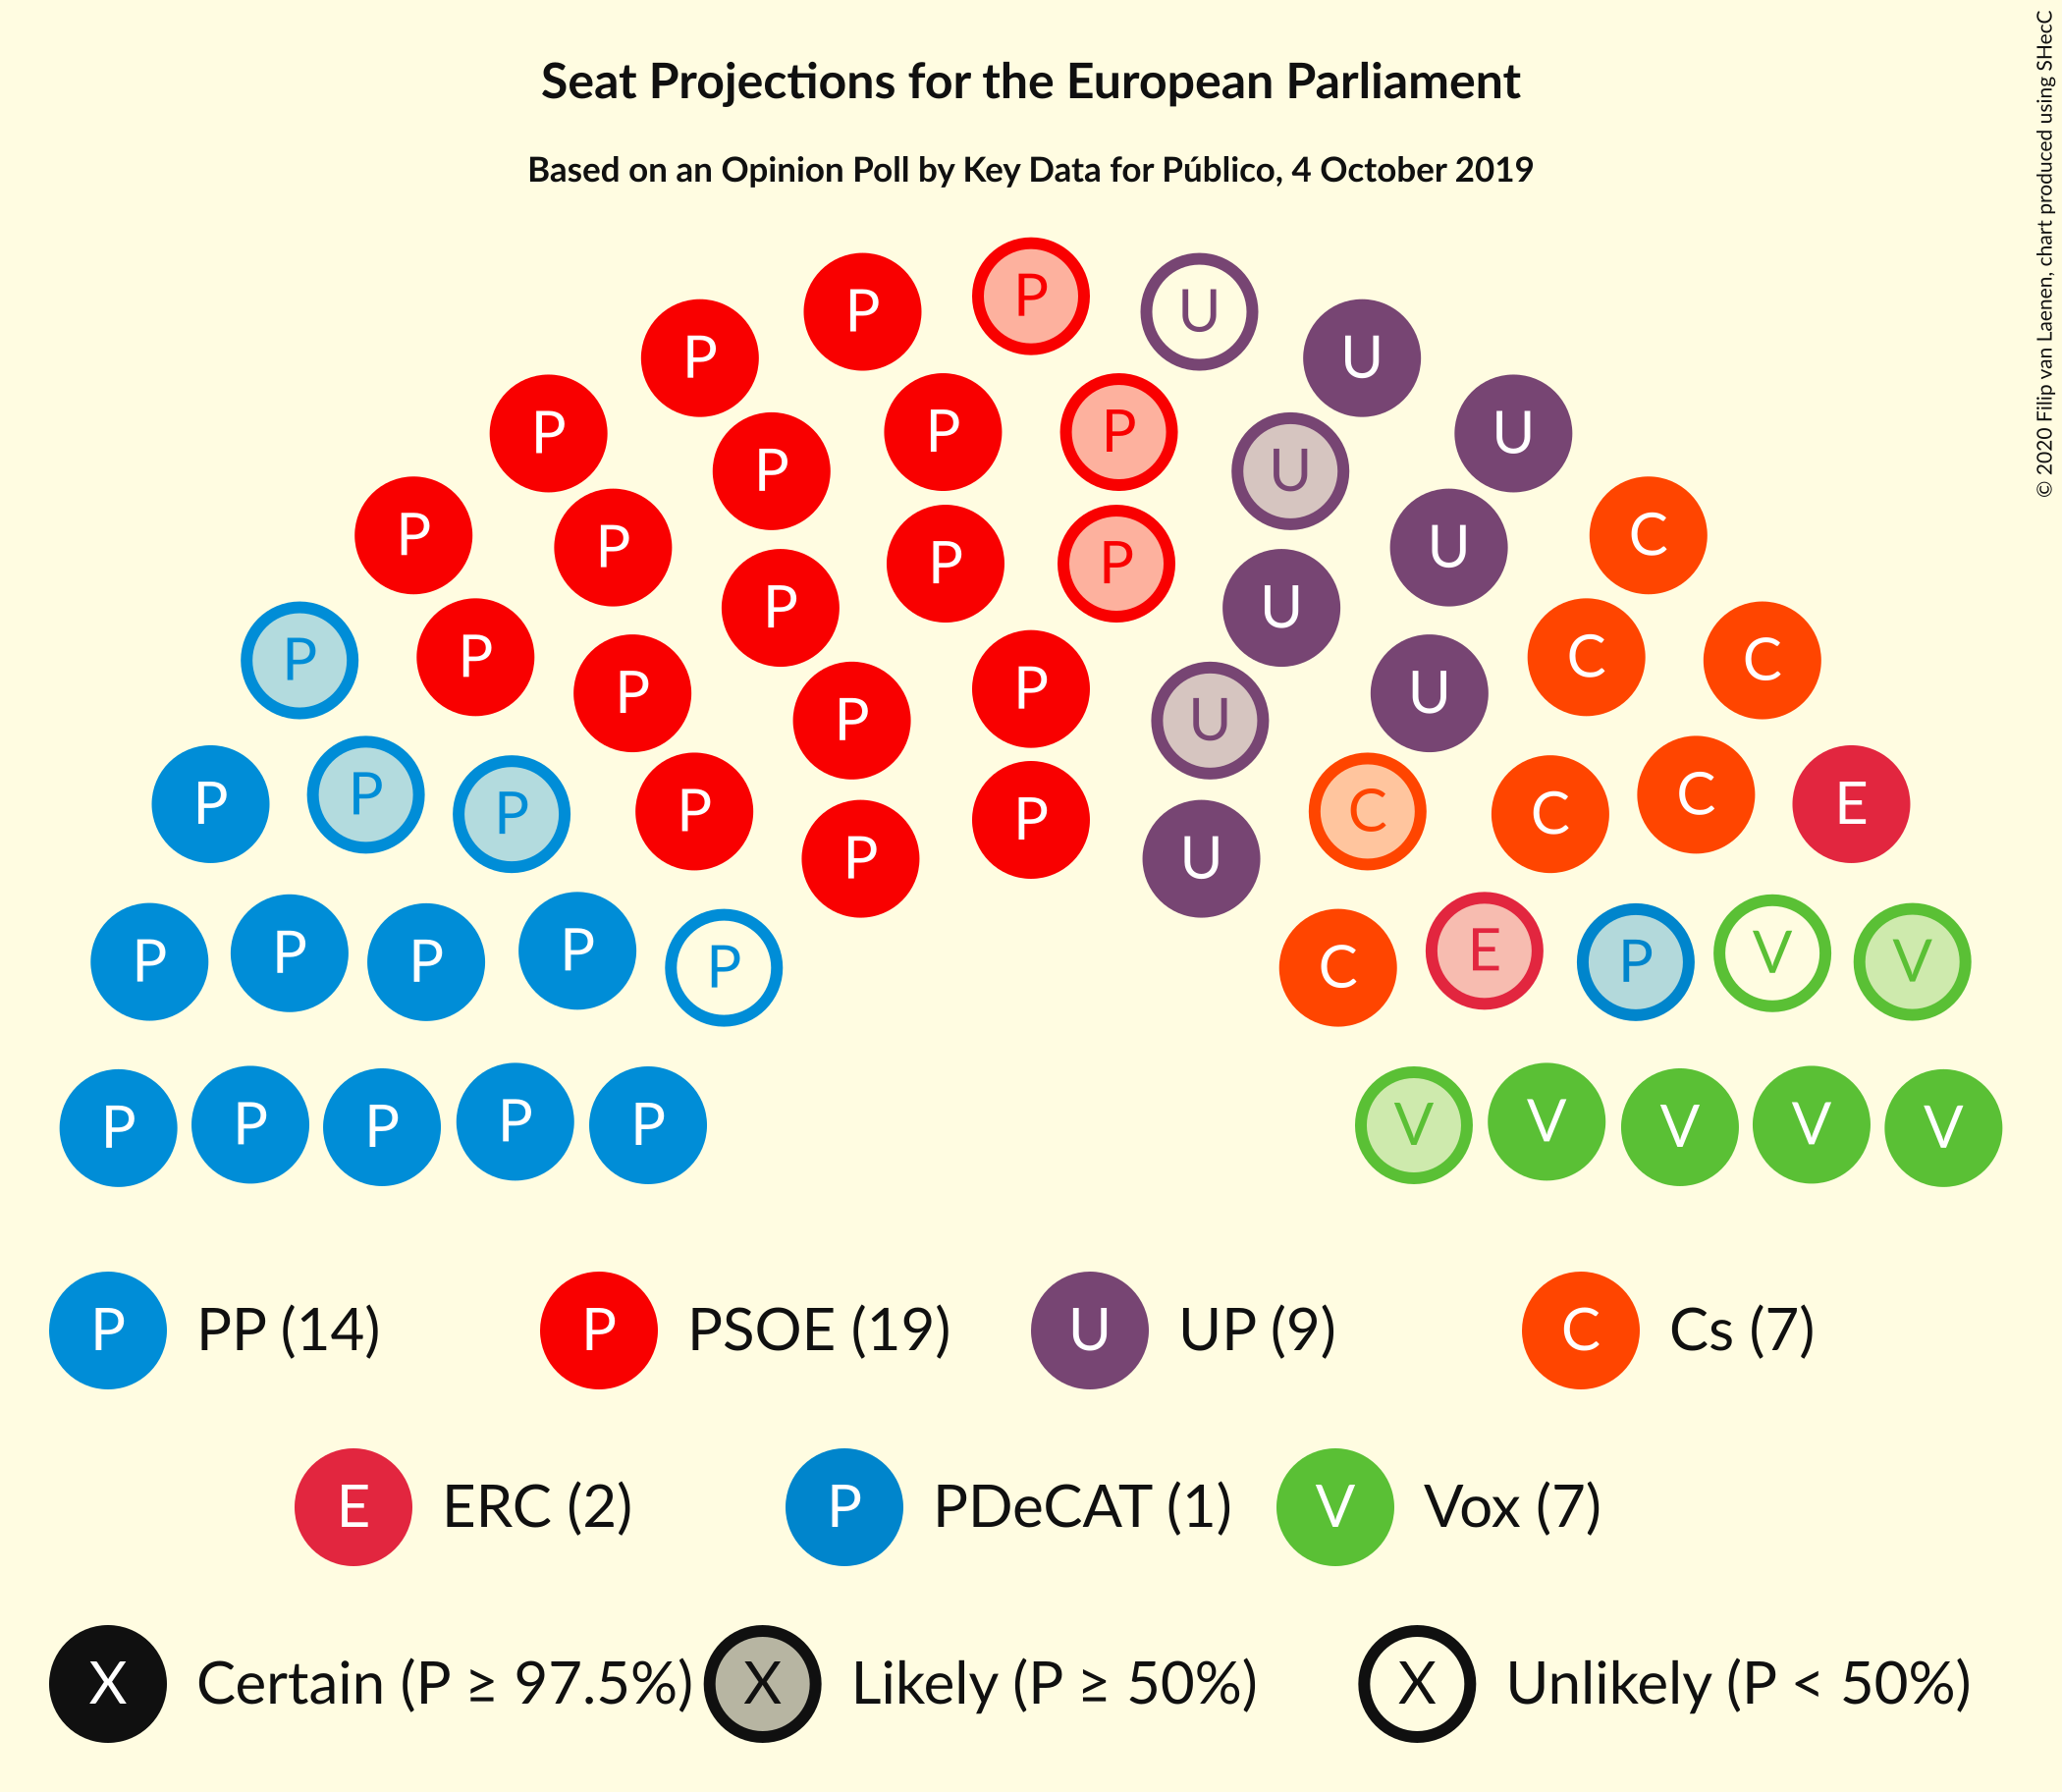 © 2020 Filip van Laenen, chart produced using SHecC
Seat Projections for the European Parliament
Based on an Opinion Poll by Key Data for Público, 4 October 2019
P P U
P U
P P P U
P U
P P P P U C
P U
P P P P U C C
P U
P P P P P C C C E
P U
P P P P P C E P V V
P P P P P V V V V V
P PP (14) P PSOE (19) U UP (9) C Cs (7)
E ERC (2) P PDeCAT (1) V Vox (7)
X Certain (P ≥ 97.5%) X Likely (P ≥ 50%) X Unlikely (P < 50%)